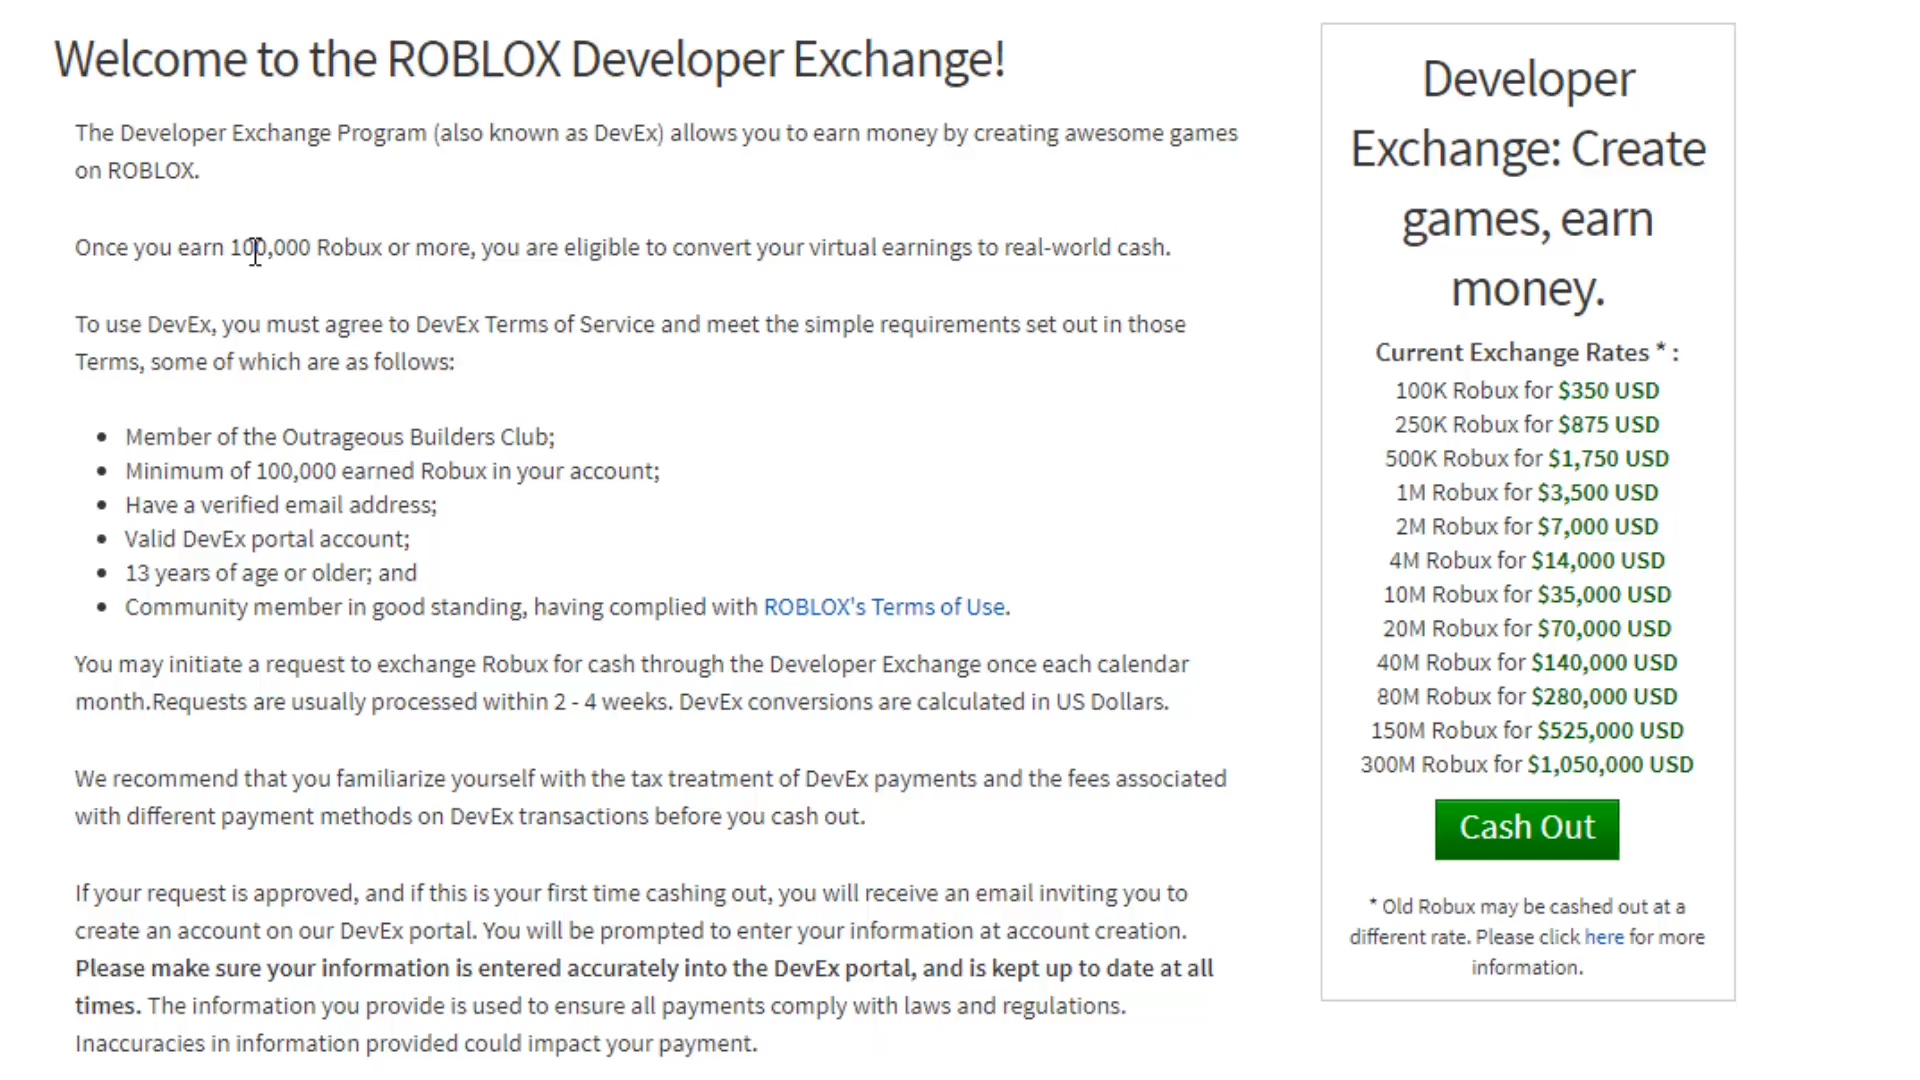 Welcome to the ROBLOX Developer Exchange!
The Developer Exchange Program (also known as DevEx) allows you to earn money by creating awesome games
on ROBLOX.
Once you earn 100,000 Robux or more, you are eligible to convert your virtual earnings to real-world cash.
To use DevEx, you must agree to DevEx Terms of Service and meet the simple requirements set out in those
Terms, some of which are as follows:
• Member of the Outrageous Builders Club;
• Minimum of 100,000 earned Robux in your account;
• Have a verified email address;
• Valid DevEx portal account;
• 13 years of age or older; and
• Community member in good standing, having complied with ROBLOX's Terms of Use.
You may initiate a request to exchange Robux for cash through the Developer Exchange once each calendar
month.Requests are usually processed within 2 - 4 weeks. DevEx conversions are calculated in US Dollars.
We recommend that you familiarize yourself with the tax treatment of DevEx payments and the fees associated
with different payment methods on DevEx transactions before you cash out.
If your request is approved, and if this is your first time cashing out, you will receive an email inviting you to
create an account on our DevEx portal. You will be prompted to enter your information at account creation.
Please make sure your information is entered accurately into the DevEx portal, and is kept up to date at all
times. The information you provide is used to ensure all payments comply with laws and regulations.
Inaccuracies in information provided could impact your payment.
Developer
Exchange: Create
games, earn
money.
Current Exchange Rates * :
100K Robux for $350 USD
250K Robux for $875 USD
500K Robux for $1,750 USD
1M Robux for $3,500 USD
2M Robux for $7,000 USD
4M Robux for $14,000 USD
10M Robux for $35,000 USD
20M Robux for $70,000 USD
40M Robux for $140,000 USD
80M Robux for $280,000 USD
150M Robux for $525,000 USD
300M Robux for $1,050,000 USD
Cash Out
* Old Robux may be cashed out at a
different rate. Please click here for more
information.